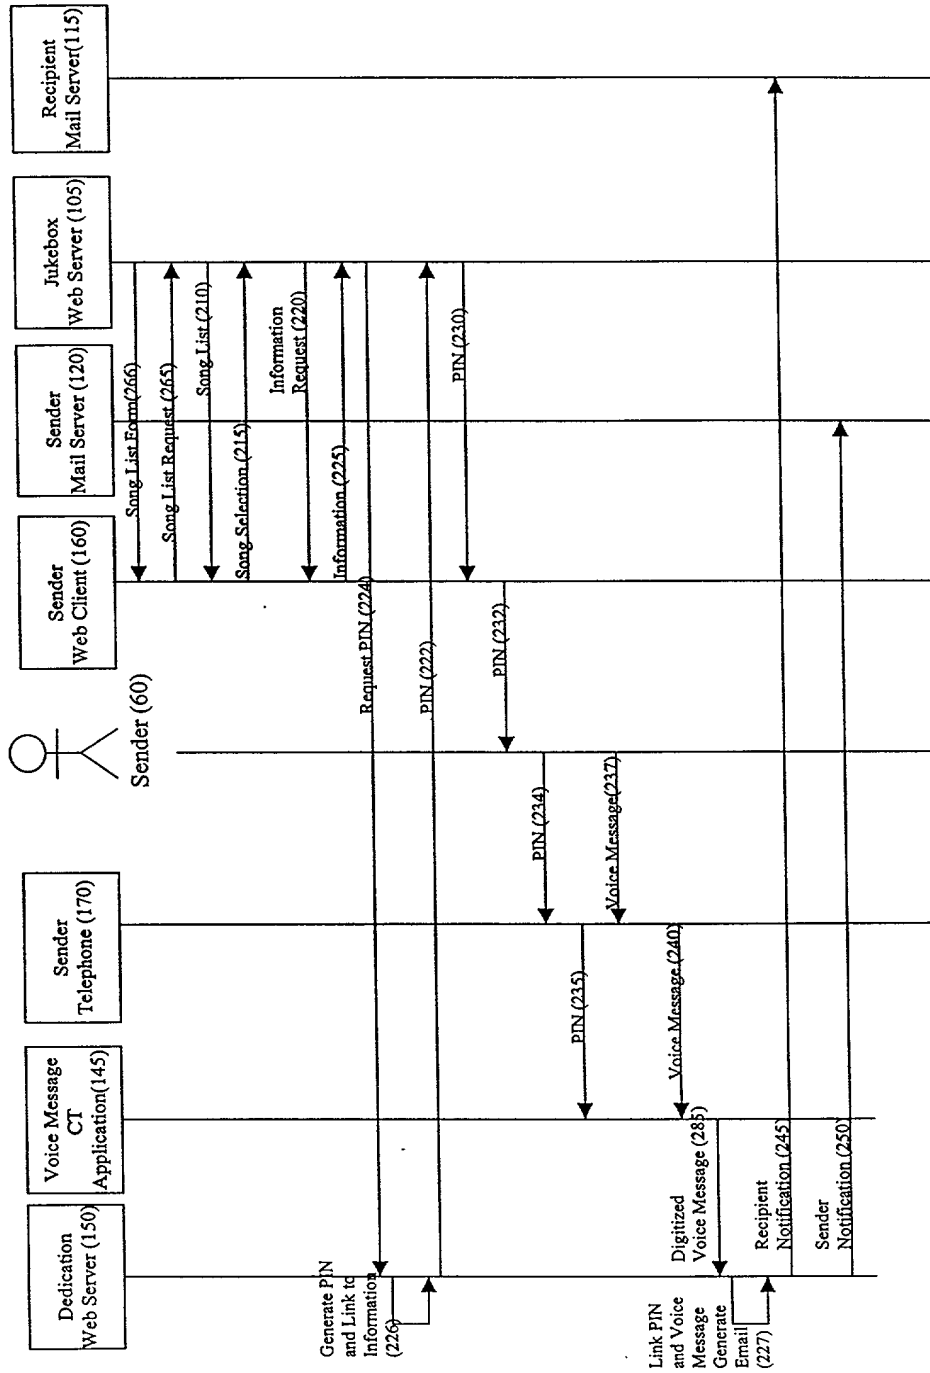 Dedication
Web Server (150)
Voice Message
CT
Application(145)
Sender
Telephone (170)
Sender (60)
Sender
Web Client (160)
Sender
Mail Server (120)
Jukebox
Web Server (105)
Recipient
Mail Server(115)
Song List Form(266)
Song List Request (265)
Song List (210)
Song Selection (215)
Information
Request (220)
Information (225)
Request PIN (224)
Generate PIN
and Link to
Information
(226)
PIN (222)
PIN (230)
PIN (232)
PIN (234)
PIN (235)
Voice Message(237)
Voice Message (240)
Digitized
Voice Message (285)
Link PIN
and Voice
Message
Generate
Email
(227)
Recipient
Notification (245)
Sender
Notification (250)